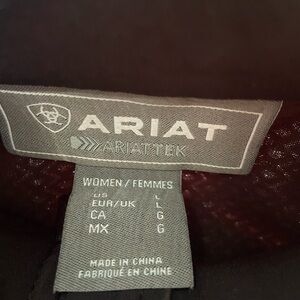 ARIAT
ARIATTEK
WOMEN/FEMMES
US L
EUR/UK L
CA G
MX G
MADE IN CHINA
FABRIQUÉ EN CHINE